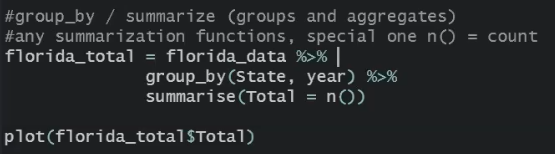 #group_by / summarize (groups and aggregates)
#any summarization functions, special one n() = count
florida_total = florida_data %>%
group_by(State, year) %>%
summarise(Total = n())
plot(florida_total$Total)